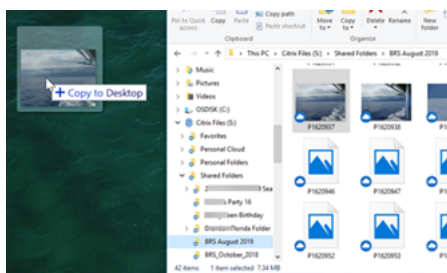 Copy to Desktop
Pin to Quick access
Copy
Paste
Copy path
Paste shortcut
Move to
Copy to
Delete
Rename
New folder
Clipboard
Organize
This PC > Citrix Files (S:) > Shared Folders > BRS August 2019
Music
Pictures
Videos
OSDISK (C:)
Citrix Files (S:)
Favorites
Personal Cloud
Personal Folders
Shared Folders
2 Sea
Party 16
Birthday
Florida Folder
BRS August 2019
BRS_October_2018
P1620937
P1620938
P1620946
P1620947
P1620952
P1620953
42 items 1 item selected 7.34 MB